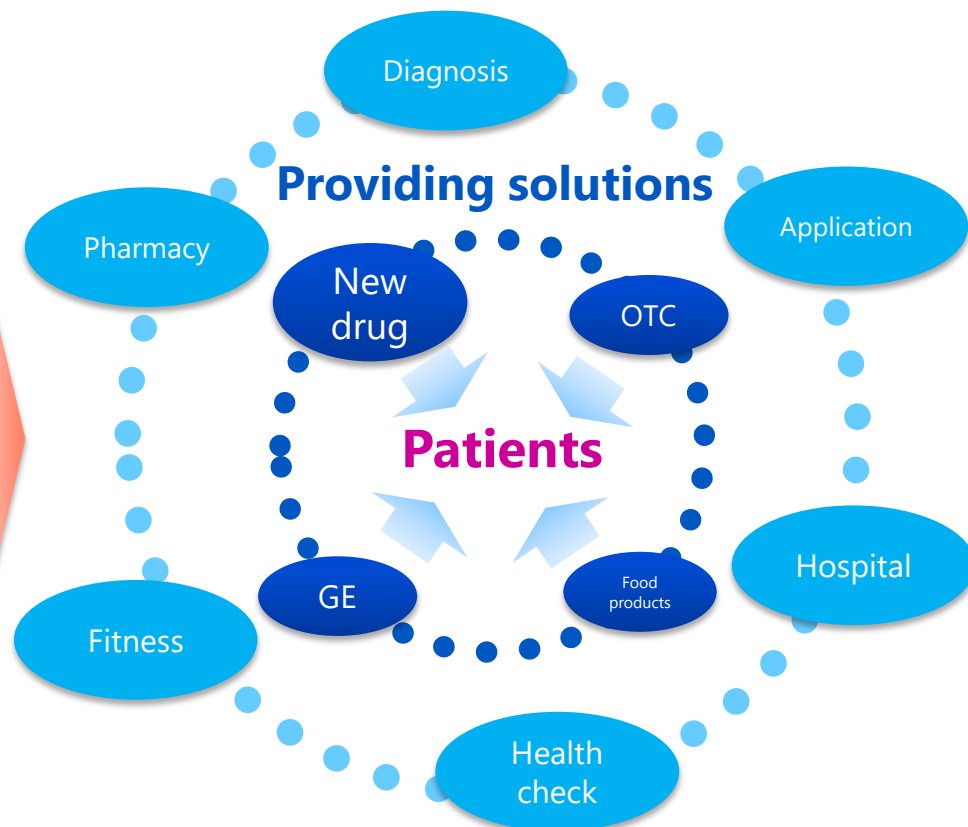 Diagnosis
Providing solutions
Pharmacy
Application
New
drug
OTC
Patients
Hospital
GE
Food
products
Fitness
Health
check